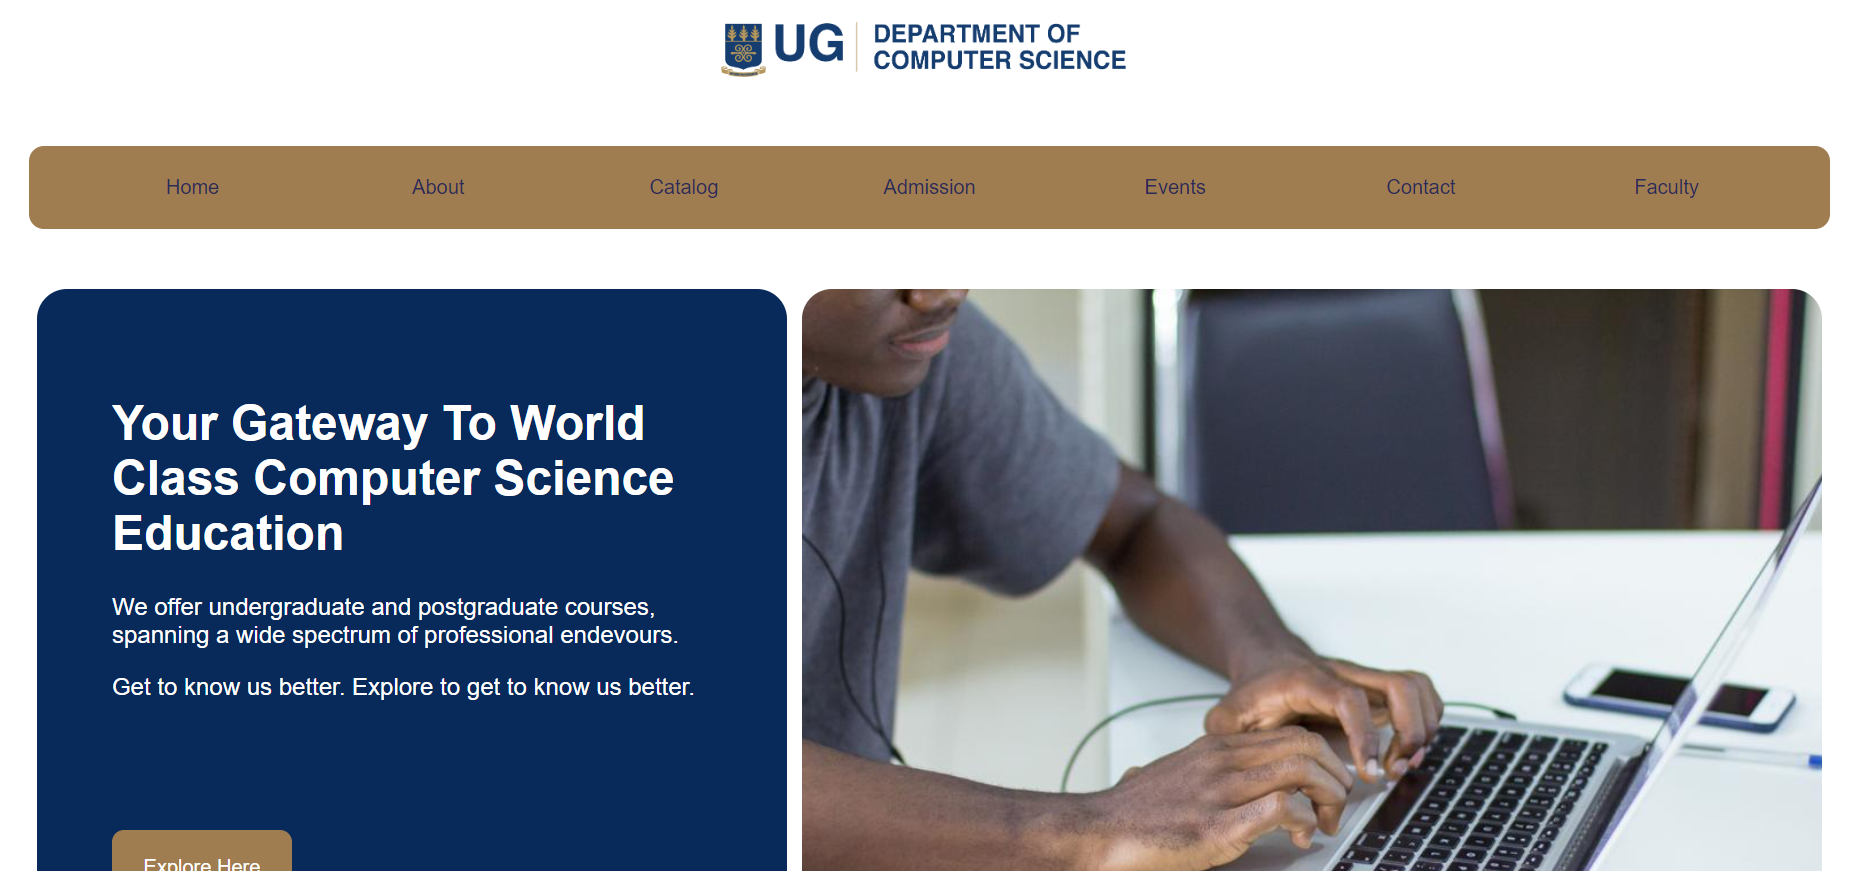 UG
DEPARTMENT OF
COMPUTER SCIENCE
Home About Catalog Admission Events Contact Faculty
Your Gateway To World
Class Computer Science
Education
We offer undergraduate and postgraduate courses,
spanning a wide spectrum of professional endevours.
Get to know us better. Explore to get to know us better.
Explore Here